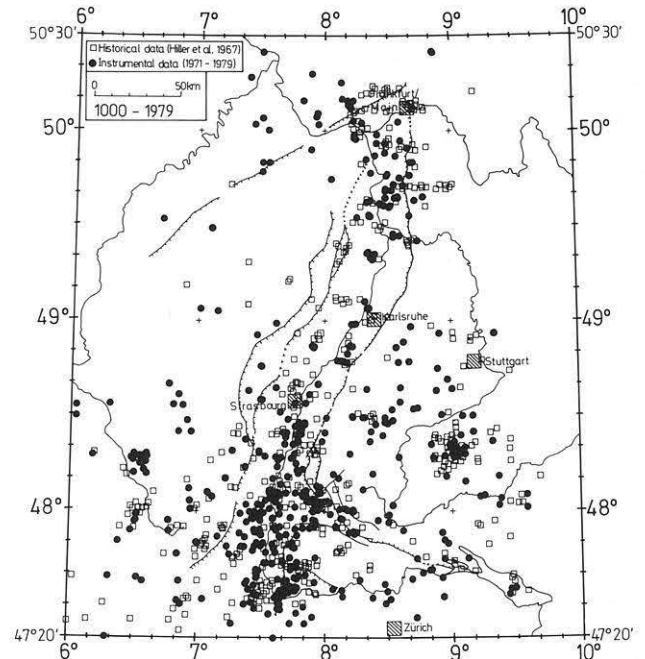 6° 7° 8° 9° 10°
50°30'
50°30'
□ Historical data (Hiller et al, 1967)
● Instrumental data (1971 - 1979)
0 50km
1000 - 1979
Frankfurt/
Main
50°
50°
49°
49°
Karlsruhe
Stuttgart
Strasbourg
48°
48°
47°20'
47°20'
Zürich
6° 7° 8° 9° 10°